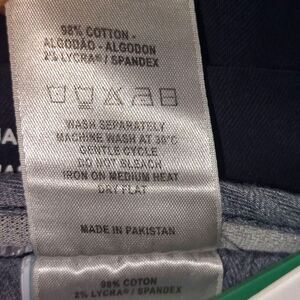 98% COTTON -
ALGODÃO - ALGODON
2% LYCRA® / SPANDEX
WASH SEPARATELY
MACHINE WASH AT 30°C
GENTLE CYCLE
DO NOT BLEACH
IRON ON MEDIUM HEAT
DRY FLAT
MADE IN PAKISTAN
98% COTON
2% LYCRA® / SPANDEX